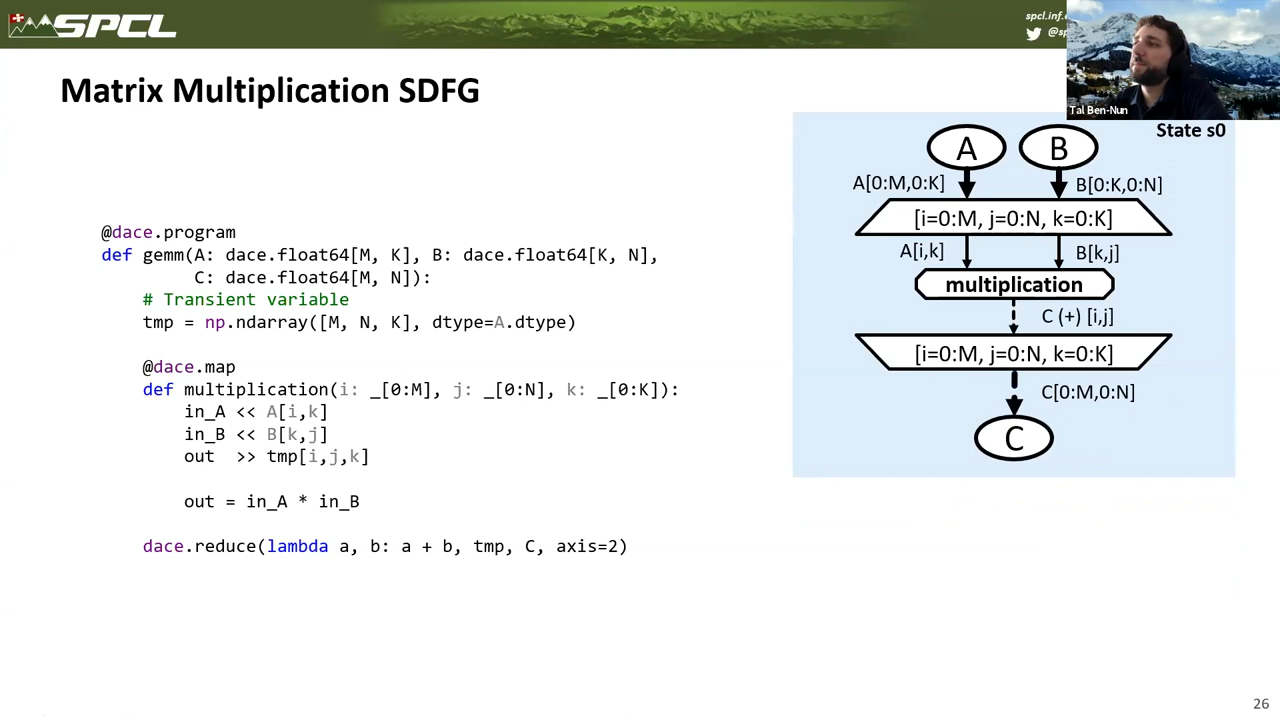 SPCL
spcl.inf.
@sp
Tal Ben-Nun
Matrix Multiplication SDFG
@dace.program
def gemm(A: dace.float64[M, K], B: dace.float64[K, N],
C: dace.float64[M, N]):
# Transient variable
tmp = np.ndarray([M, N, K], dtype=A.dtype)
@dace.map
def multiplication(i: _[0:M], j: _[0:N], k: _[0:K]):
in_A << A[i,k]
in_B << B[k,j]
out >> tmp[i,j,k]
out = in_A * in_B
dace.reduce(lambda a, b: a + b, tmp, C, axis=2)
State s0
A B
A[0:M,0:K] B[0:K,0:N]
[i=0:M, j=0:N, k=0:K]
A[i,k] B[k,j]
multiplication
C (+) [i,j]
[i=0:M, j=0:N, k=0:K]
C[0:M,0:N]
C
26